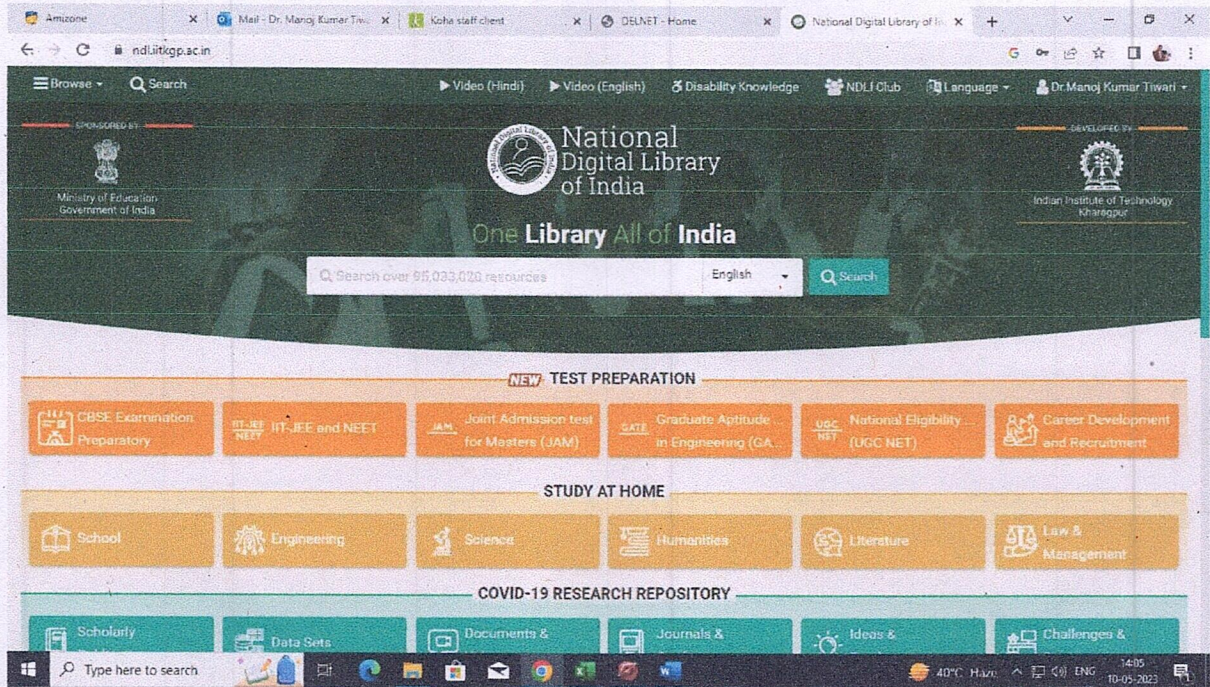 Amizone
Mail - Dr. Manoj Kumar Tiw
Koha staff client
DELNET - Home
National Digital Library of In
ndl.iitkgp.ac.in
Browse
Search
Video (Hindi)
Video (English)
Disability Knowledge
NDLI Club
Language
Dr.Manoj Kumar Tiwari
SPONSORED BY
Ministry of Education
Government of India
National
Digital Library
of India
DEVELOPED BY
Indian Institute of Technology
Kharagpur
One Library All of India
Search over 95,033,020 resources
English
Search
NEW TEST PREPARATION
CBSE Examination
Preparatory
IIT-JEE
NEET
IIT-JEE and NEET
JAM
Joint Admission test
for Masters (JAM)
GATE
Graduate Aptitude ...
in Engineering (GA...
UGC
NET
National Eligibility ...
(UGC NET)
Career Development
and Recruitment
STUDY AT HOME
School
Engineering
Science
Humanities
Literature
Law &
Management
COVID-19 RESEARCH REPOSITORY
Scholarly
Data Sets
Documents &
Journals &
Ideas &
Challenges &
Type here to search
40°C Haze
ENG
14:05
10-05-2023